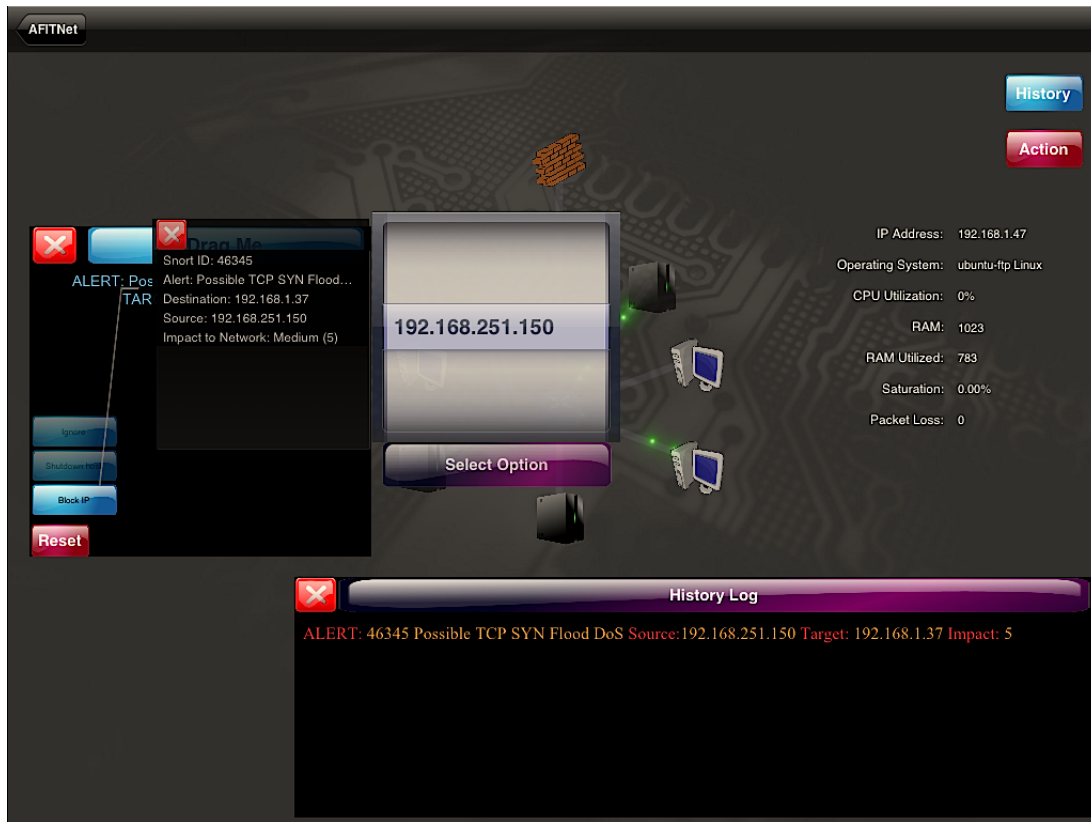 AFITNet
History
Action
Drag Me
Snort ID: 46345
Alert: Possible TCP SYN Flood...
Destination: 192.168.1.37
Source: 192.168.251.150
Impact to Network: Medium (5)
ALERT: Pos
TAR
Ignore
Shutdown
Block IP
Reset
192.168.251.150
Select Option
IP Address: 192.168.1.47
Operating System: ubuntu-ftp Linux
CPU Utilization: 0%
RAM: 1023
RAM Utilized: 783
Saturation: 0.00%
Packet Loss: 0
History Log
ALERT: 46345 Possible TCP SYN Flood DoS Source:192.168.251.150 Target: 192.168.1.37 Impact: 5